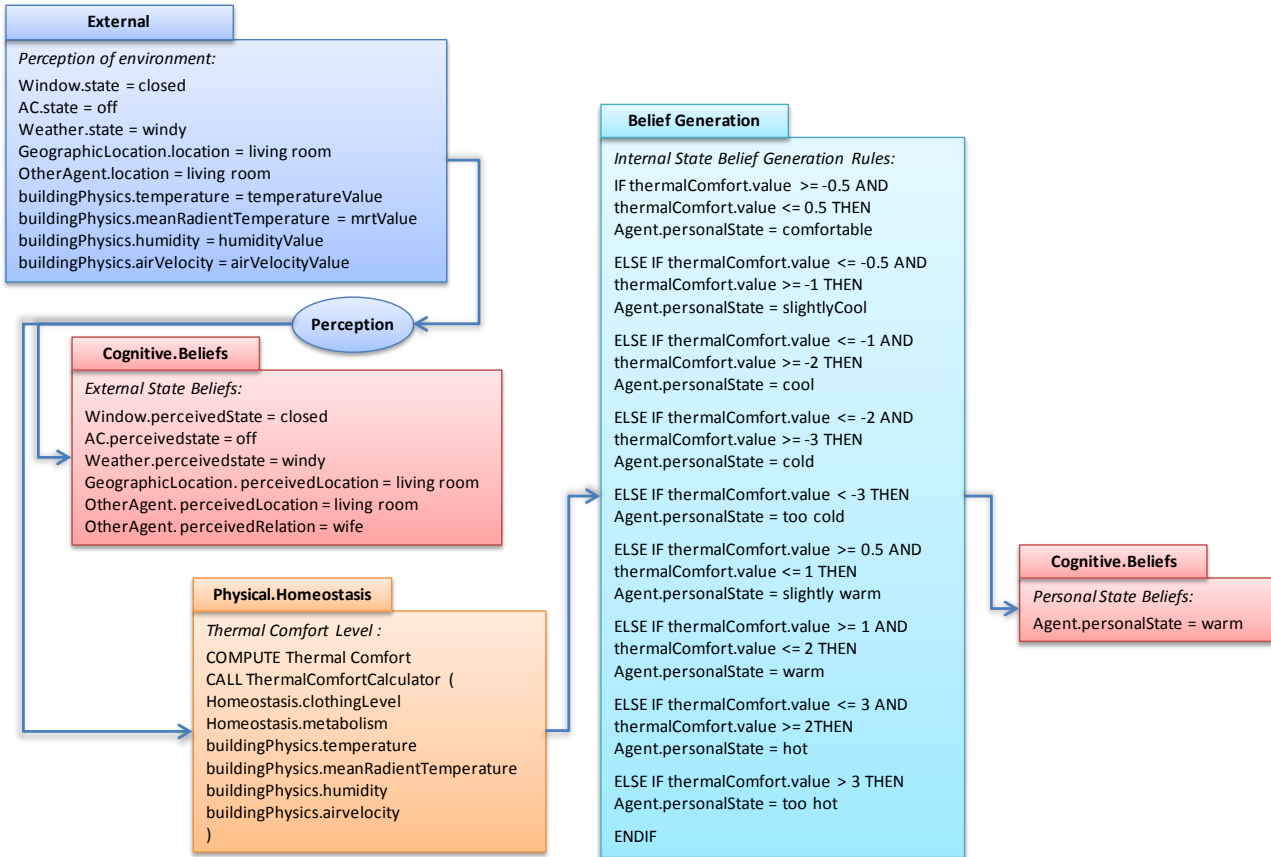 External
Perception of environment:
Window.state = closed
AC.state = off
Weather.state = windy
GeographicLocation.location = living room
OtherAgent.location = living room
buildingPhysics.temperature = temperatureValue
buildingPhysics.meanRadientTemperature = mrtValue
buildingPhysics.humidity = humidityValue
buildingPhysics.airVelocity = airVelocityValue
Perception
Cognitive.Beliefs
External State Beliefs:
Window.perceivedState = closed
AC.perceivedstate = off
Weather.perceivedstate = windy
GeographicLocation. perceivedLocation = living room
OtherAgent. perceivedLocation = living room
OtherAgent. perceivedRelation = wife
Physical.Homeostasis
Thermal Comfort Level :
COMPUTE Thermal Comfort
CALL ThermalComfortCalculator (
Homeostasis.clothingLevel
Homeostasis.metabolism
buildingPhysics.temperature
buildingPhysics.meanRadientTemperature
buildingPhysics.humidity
buildingPhysics.airvelocity
)
Belief Generation
Internal State Belief Generation Rules:
IF thermalComfort.value >= -0.5 AND
thermalComfort.value <= 0.5 THEN
Agent.personalState = comfortable
ELSE IF thermalComfort.value <= -0.5 AND
thermalComfort.value >= -1 THEN
Agent.personalState = slightlyCool
ELSE IF thermalComfort.value <= -1 AND
thermalComfort.value >= -2 THEN
Agent.personalState = cool
ELSE IF thermalComfort.value <= -2 AND
thermalComfort.value >= -3 THEN
Agent.personalState = cold
ELSE IF thermalComfort.value < -3 THEN
Agent.personalState = too cold
ELSE IF thermalComfort.value >= 0.5 AND
thermalComfort.value <= 1 THEN
Agent.personalState = slightly warm
ELSE IF thermalComfort.value >= 1 AND
thermalComfort.value <= 2 THEN
Agent.personalState = warm
ELSE IF thermalComfort.value <= 3 AND
thermalComfort.value >= 2THEN
Agent.personalState = hot
ELSE IF thermalComfort.value > 3 THEN
Agent.personalState = too hot
ENDIF
Cognitive.Beliefs
Personal State Beliefs:
Agent.personalState = warm